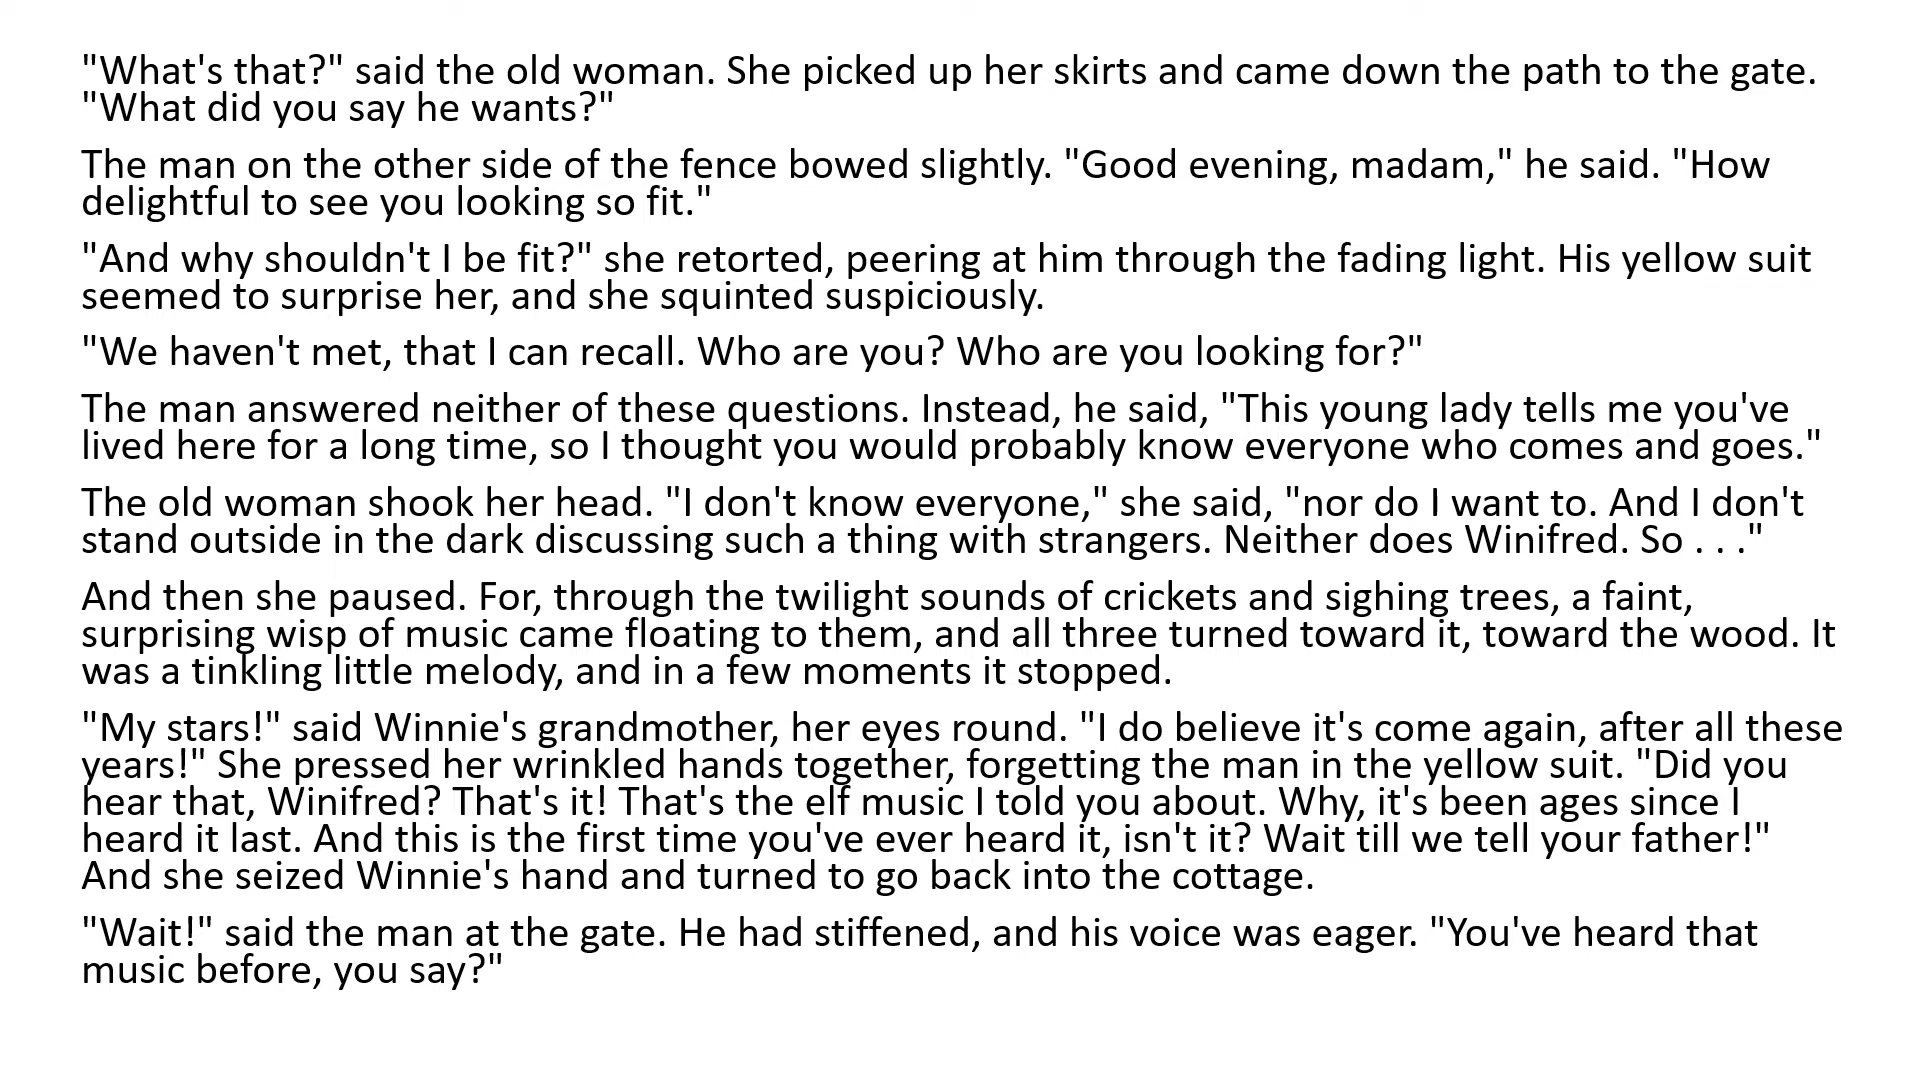 "What's that?" said the old woman. She picked up her skirts and came down the path to the gate.
"What did you say he wants?"
The man on the other side of the fence bowed slightly. "Good evening, madam," he said. "How
delightful to see you looking so fit."
"And why shouldn't I be fit?" she retorted, peering at him through the fading light. His yellow suit
seemed to surprise her, and she squinted suspiciously.
"We haven't met, that I can recall. Who are you? Who are you looking for?"
The man answered neither of these questions. Instead, he said, "This young lady tells me you've
lived here for a long time, so I thought you would probably know everyone who comes and goes."
The old woman shook her head. "I don't know everyone," she said, "nor do I want to. And I don't
stand outside in the dark discussing such a thing with strangers. Neither does Winifred. So . . ."
And then she paused. For, through the twilight sounds of crickets and sighing trees, a faint,
surprising wisp of music came floating to them, and all three turned toward it, toward the wood. It
was a tinkling little melody, and in a few moments it stopped.
"My stars!" said Winnie's grandmother, her eyes round. "I do believe it's come again, after all these
years!" She pressed her wrinkled hands together, forgetting the man in the yellow suit. "Did you
hear that, Winifred? That's it! That's the elf music I told you about. Why, it's been ages since I
heard it last. And this is the first time you've ever heard it, isn't it? Wait till we tell your father!"
And she seized Winnie's hand and turned to go back into the cottage.
"Wait!" said the man at the gate. He had stiffened, and his voice was eager. "You've heard that
music before, you say?"